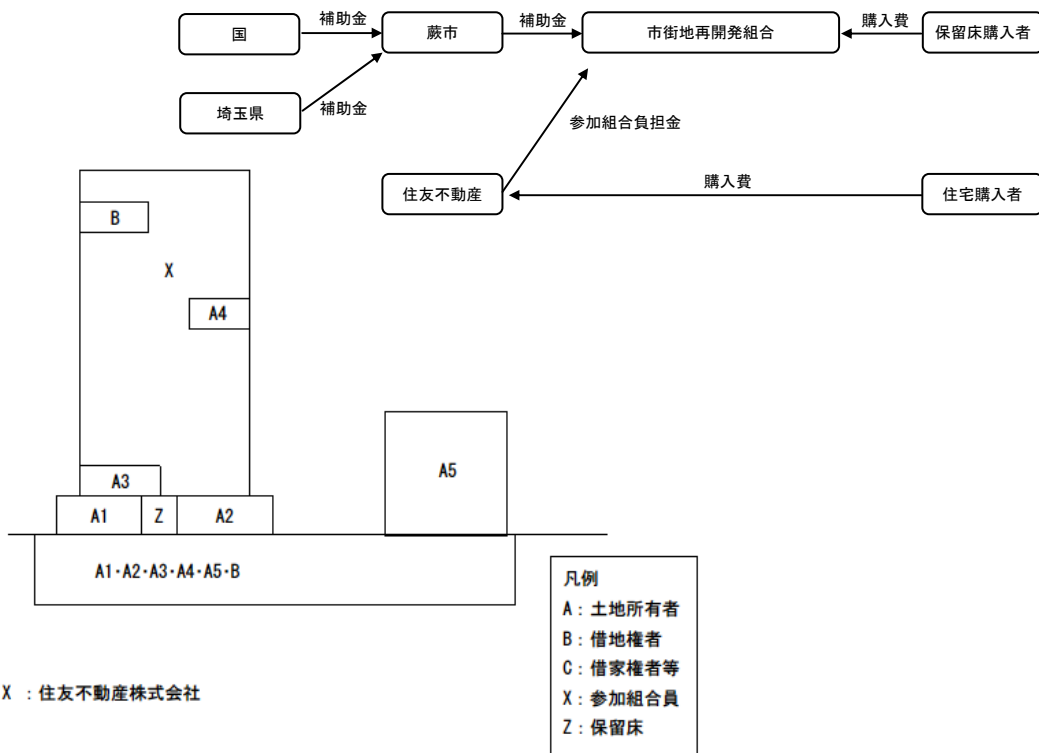 補助金
補助金
購入費
国
蕨市
市街地再開発組合
保留床購入者
埼玉県
補助金
参加組合負担金
住友不動産
購入費
住宅購入者
B
X
A4
A3
A5
A1
Z
A2
A1・A2・A3・A4・A5・B
凡例
A：土地所有者
B：借地権者
C：借家権者等
X：参加組合員
Z：保留床
X ：住友不動産株式会社